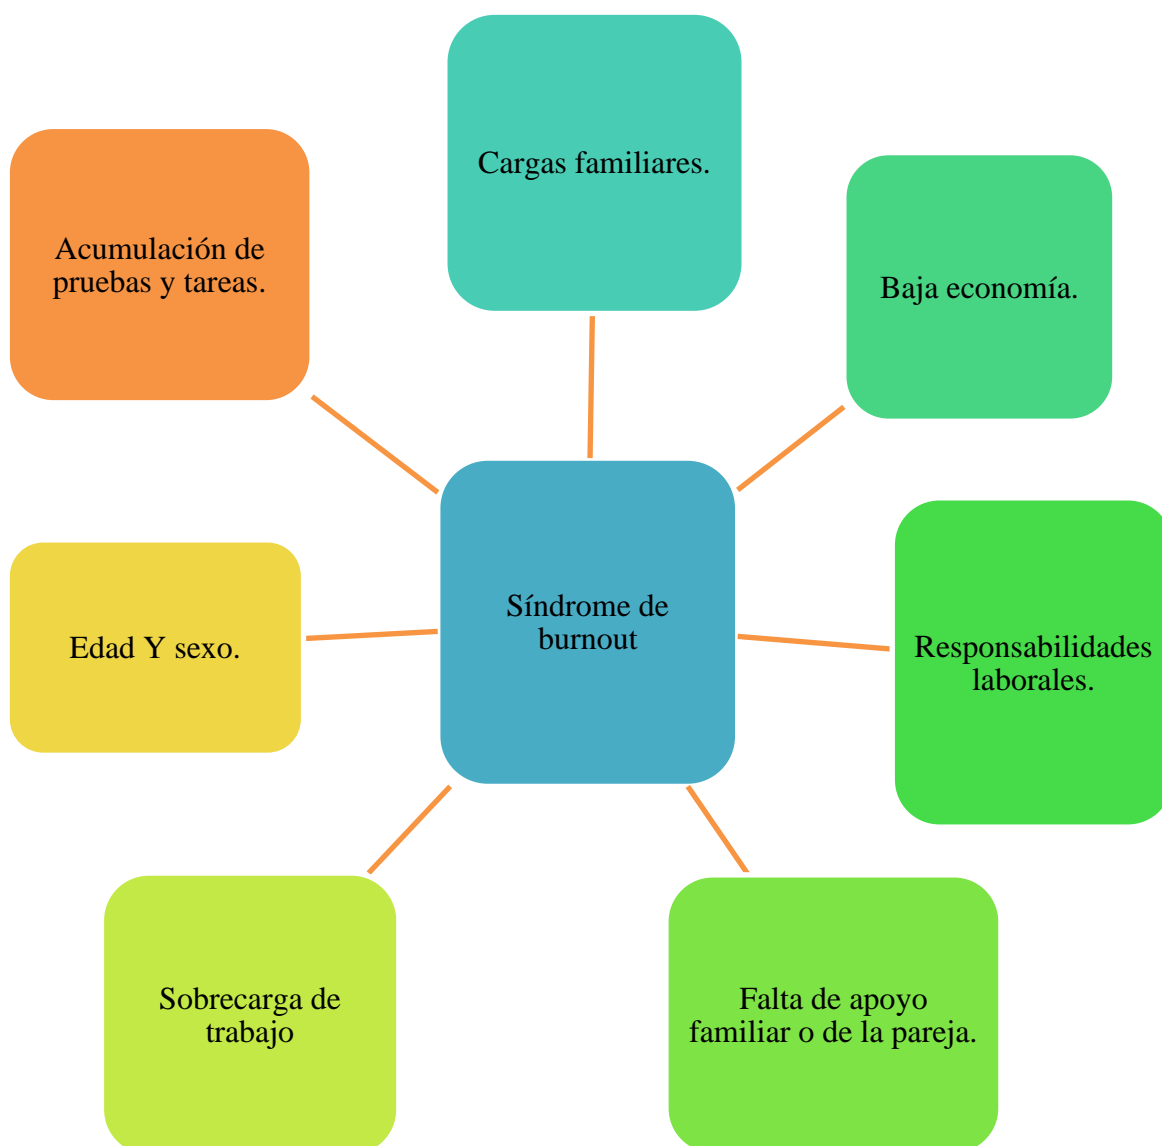 Cargas familiares.
Acumulación de
pruebas y tareas.
Baja economía.
Síndrome de
burnout
Edad Y sexo.
Responsabilidades
laborales.
Sobrecarga de
trabajo
Falta de apoyo
familiar o de la pareja.